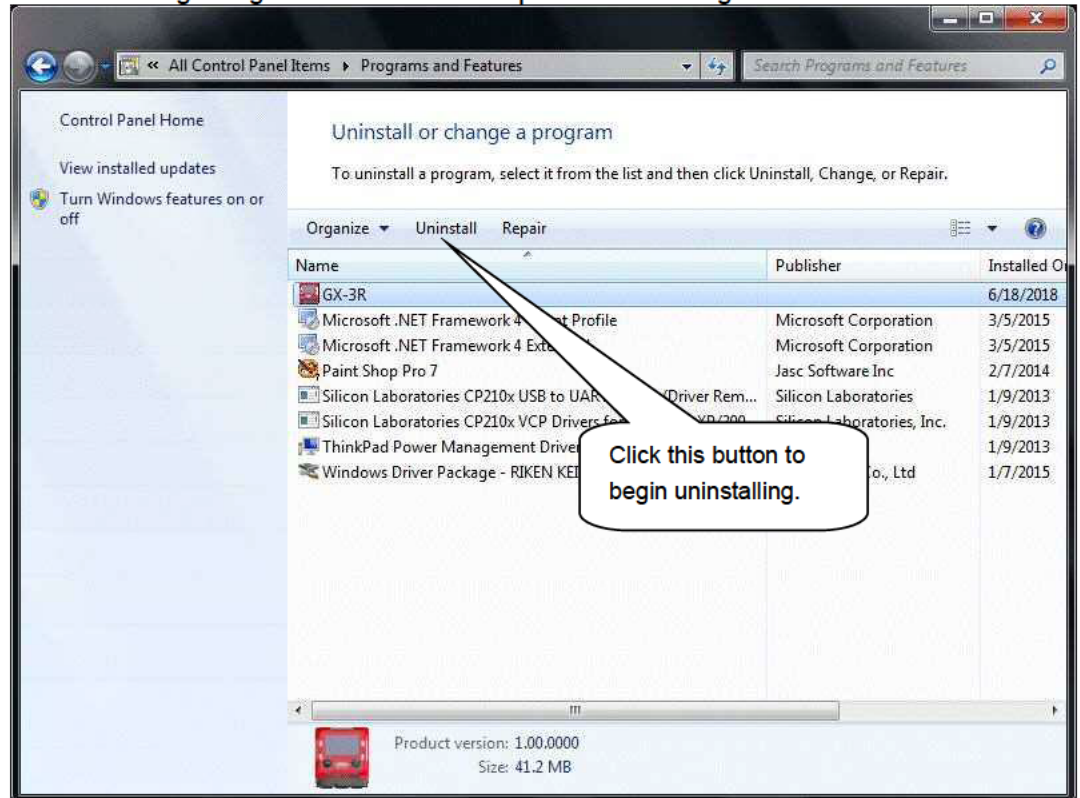 « All Control Panel Items ▸ Programs and Features
Search Programs and Features
Control Panel Home
View installed updates
Turn Windows features on or
off
Uninstall or change a program
To uninstall a program, select it from the list and then click Uninstall, Change, or Repair.
Organize Uninstall Repair
Name Publisher Installed On
GX-3R 6/18/2018
Microsoft .NET Framework 4 Profile Microsoft Corporation 3/5/2015
Microsoft .NET Framework 4 Microsoft Corporation 3/5/2015
Paint Shop Pro 7 Jasc Software Inc 2/7/2014
Silicon Laboratories CP210x USB to (Driver Rem... Silicon Laboratories 1/9/2013
Silicon Laboratories CP210x VCP Drivers Silicon Laboratories, Inc. 1/9/2013
ThinkPad Power Management 1/9/2013
Windows Driver Package - RIKEN Co., Ltd 1/7/2015
Click this button to
begin uninstalling.
Product version: 1.00.0000
Size: 41.2 MB